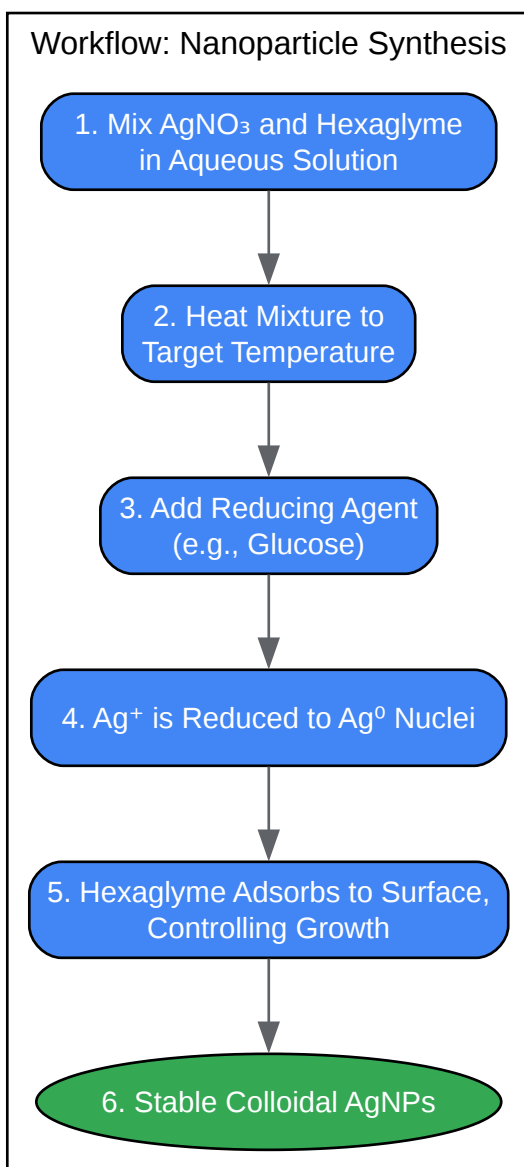 Workflow: Nanoparticle Synthesis
1. Mix AgNO₃ and Hexaglyme
in Aqueous Solution
2. Heat Mixture to
Target Temperature
3. Add Reducing Agent
(e.g., Glucose)
4. Ag⁺ is Reduced to Ag⁰ Nuclei
5. Hexaglyme Adsorbs to Surface,
Controlling Growth
6. Stable Colloidal AgNPs